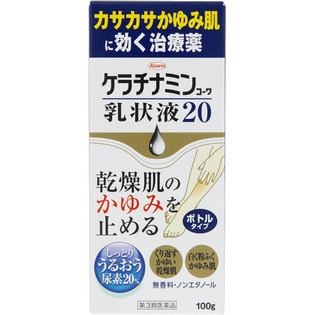 カサカサかゆみ肌
に効く治療薬
Kowa
ケラチナミンコーワ
乳状液20
乾燥肌の
かゆみを
止める
ボトル
タイプ
しっとり
うるおう
尿素20%
くり返す
かゆい
乾燥肌
白く粉ふく
かゆみ肌
無香料・ノンエタノール
第3類医薬品
100g